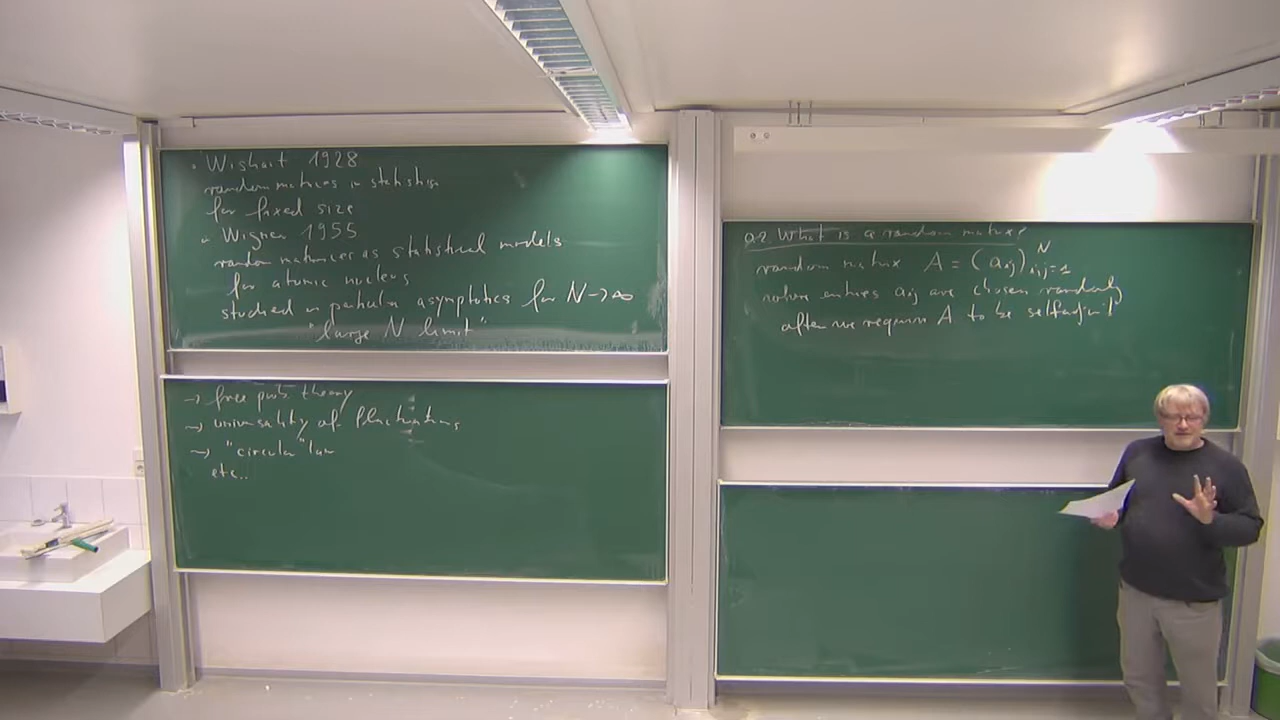 · Wishart 1928
random matrices in statistics
for fixed size
· Wigner 1955
random matrices as statistical models
for atomic nucleus
studied in particular asymptotics for N→∞
"large N limit"
→ free prob. theory
→ universality of fluctuations
→ "circular" law
etc..
0.2. What is a random matrix?
random matrix A = (aij)ᴺi,j=1
where entries aij are chosen randomly
often we require A to be selfadjoint